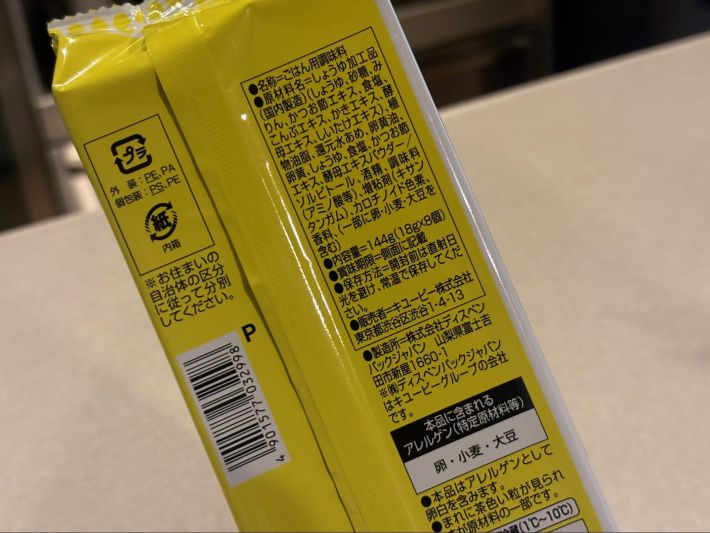 プラ
外装:PE,PA
個包装:PS,PE
紙
内箱
※お住まいの
自治体の区分
に従って分別
してください。
P
4 901577 032998
●名称=ごはん用調味料
●原材料名=しょうゆ加工品
(国内製造)(しょうゆ、砂糖、み
りん、かつお節エキス、食塩、
こんぶエキス、かきエキス、酵
母エキス、しいたけエキス)、植
物油脂、還元水あめ、卵黄油、
卵黄、しょうゆ、食塩、かつお節
エキス、酵母エキスパウダー/
ソルビトール、酒精、調味料
(アミノ酸等)、増粘剤(キサン
タンガム)、カロチノイド色素、
香料、(一部に卵・小麦・大豆を
含む)
●内容量=144g(18g×8個)
●賞味期限=側面に記載
●保存方法=開封前は直射日
光を避け、常温で保存してくだ
さい。
●販売者=キユーピー株式会社
東京都渋谷区渋谷1-4-13
●製造所=株式会社ディスペン
パックジャパン 山梨県富士吉
田市新屋1660-1
※㈱ディスペンパックジャパン
はキユーピーグループの会社
です。
本品に含まれる
アレルゲン(特定原材料等)
卵・小麦・大豆
●本品はアレルゲンとして
卵白を含みます。
●まれに茶色い粒が見られ
が原材料の一部です。
(1℃~10℃)